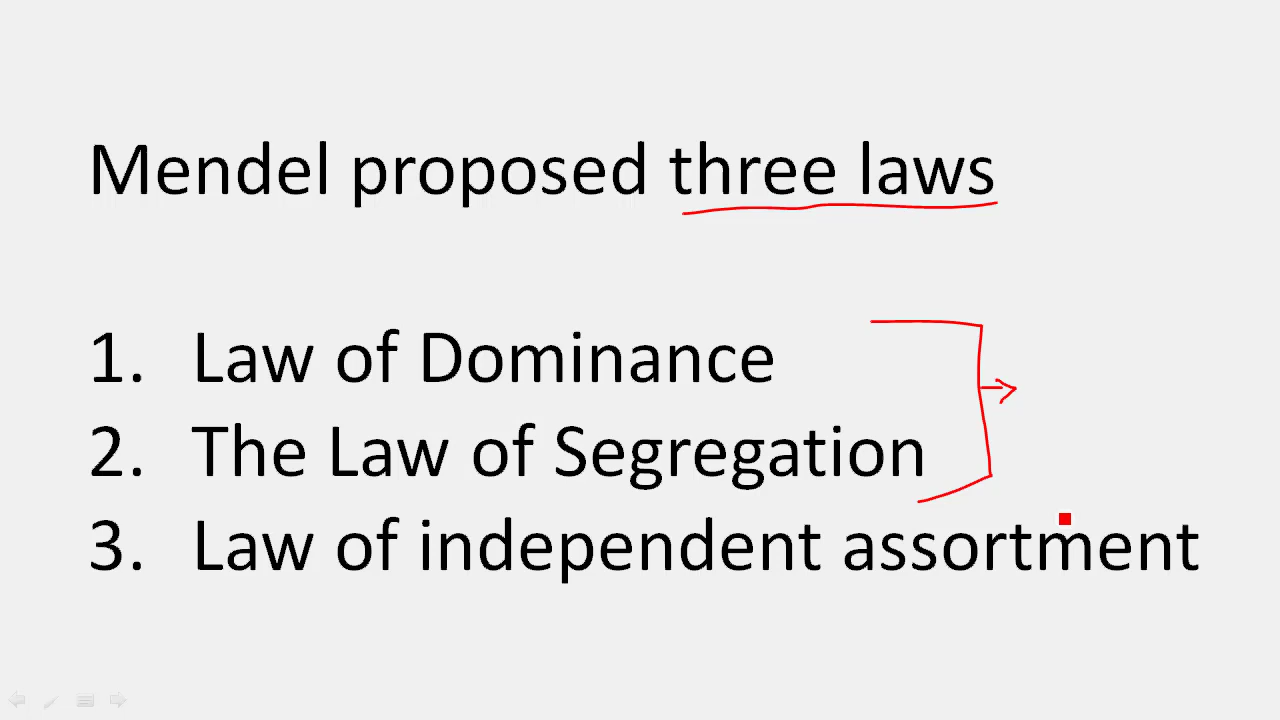 Mendel proposed three laws
1. Law of Dominance
2. The Law of Segregation
3. Law of independent assortment